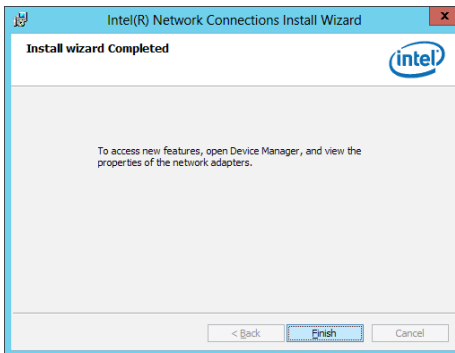 Intel(R) Network Connections Install Wizard
x
Install wizard Completed
intel
To access new features, open Device Manager, and view the
properties of the network adapters.
< Back
Finish
Cancel